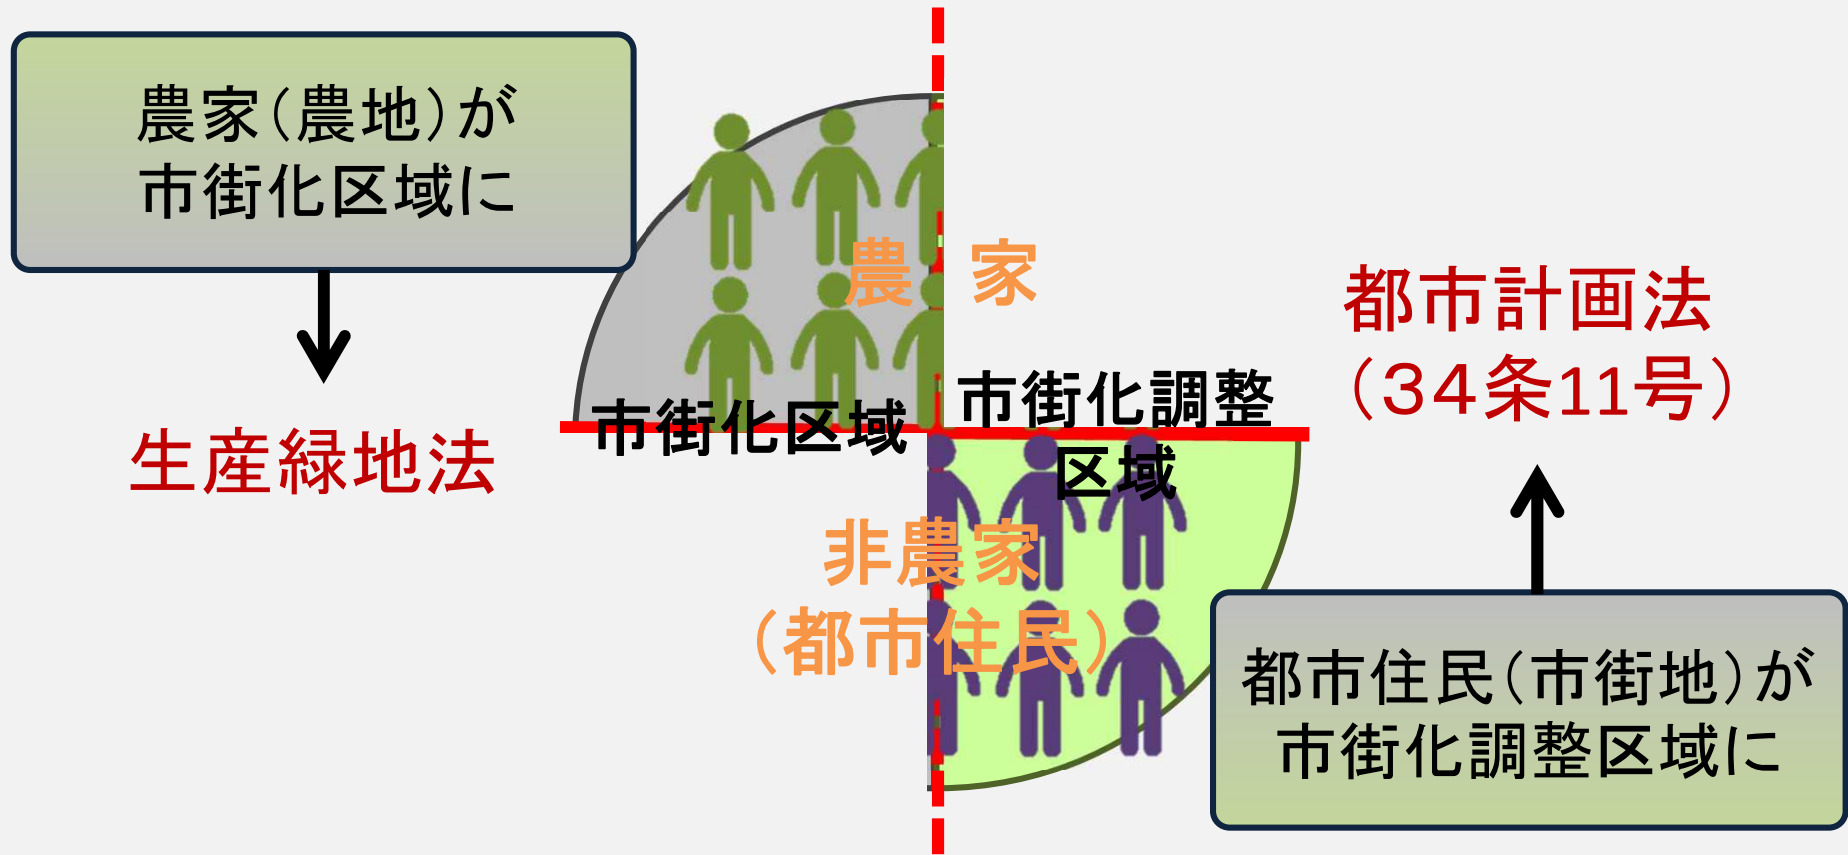 農家（農地）が
市街化区域に
生産緑地法
農　家
市街化区域
市街化調整
区域
非農家
（都市住民）
都市計画法
（３４条11号）
都市住民（市街地）が
市街化調整区域に